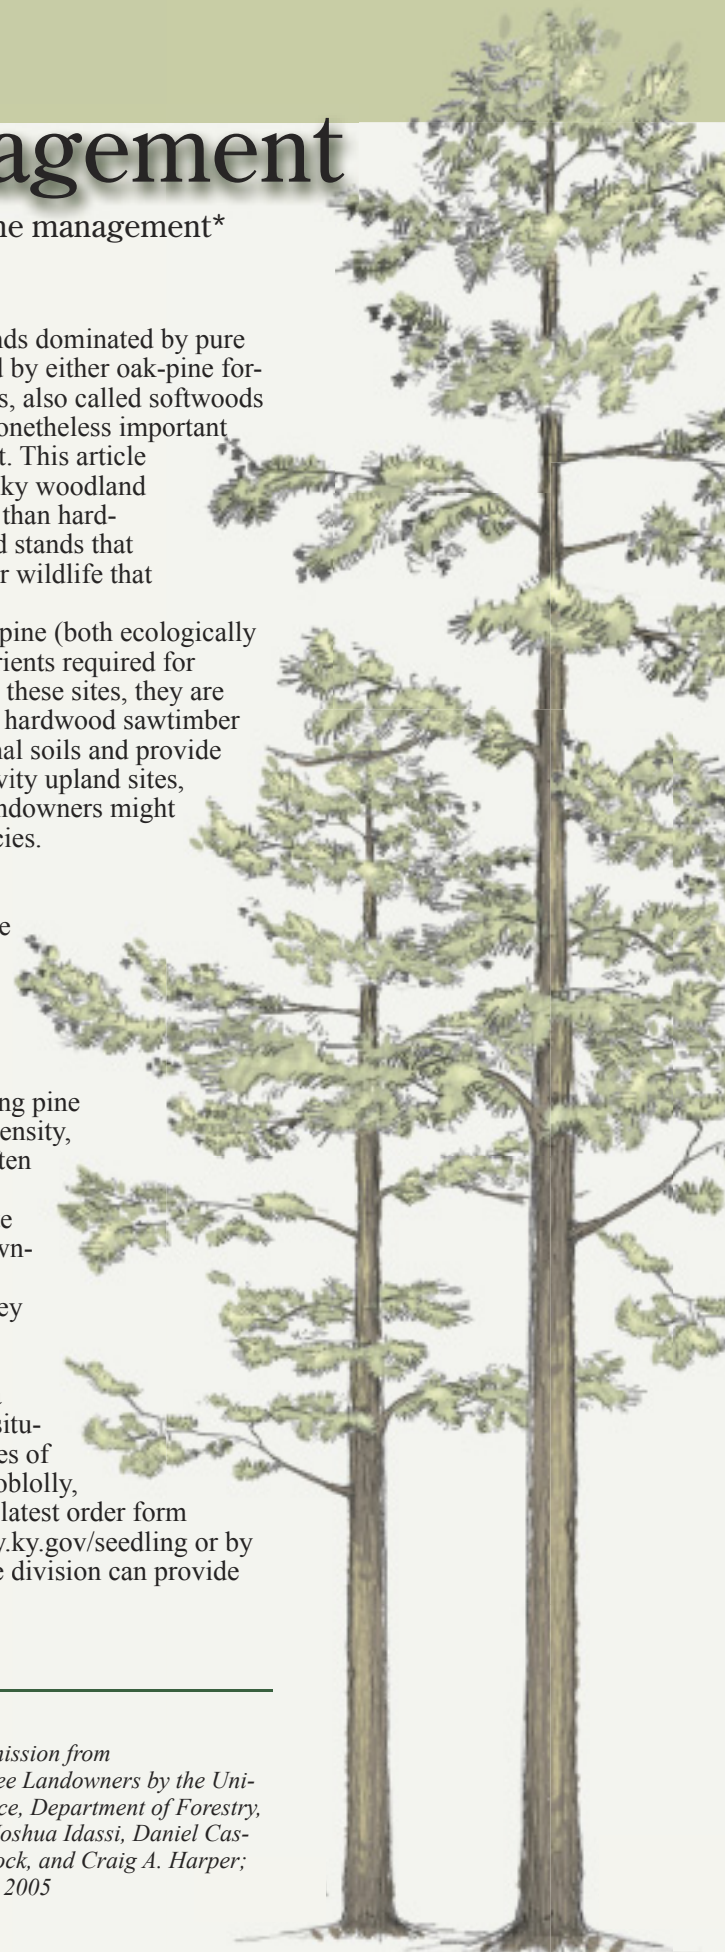 agement
ne management*
nds dominated by pure
d by either oak-pine for-
s, also called softwoods
onetheless important
t. This article
ky woodland
than hard-
d stands that
r wildlife that
pine (both ecologically
rients required for
these sites, they are
hardwood sawtimber
nal soils and provide
vity upland sites,
ndowners might
cies.
e
ng pine
ensity,
ten
e
wn-
ey
situ-
es of
oblolly,
latest order form
y.ky.gov/seedling or by
e division can provide
mission from
ee Landowners by the Uni-
ce, Department of Forestry,
Joshua Idassi, Daniel Cas-
ock, and Craig A. Harper;
2005